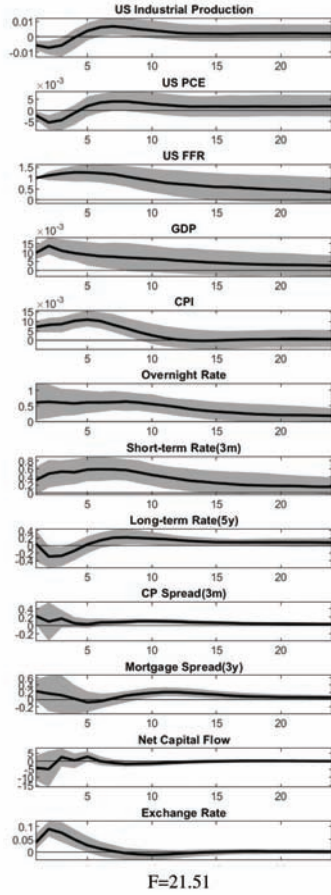 US Industrial Production
0.01
0
-0.01
5 10 15 20
×10⁻³
US PCE
5
0
-5
5 10 15 20
US FFR
1.5
1
0.5
0
5 10 15 20
×10⁻³
GDP
15
10
5
0
5 10 15 20
×10⁻³
CPI
15
10
5
0
-5
5 10 15 20
Overnight Rate
1
0.5
0
5 10 15 20
Short-term Rate(3m)
0.8
0.6
0.4
0.2
0
5 10 15 20
Long-term Rate(5y)
0.4
0.2
0
-0.2
-0.4
5 10 15 20
CP Spread(3m)
0.4
0.2
0
-0.2
5 10 15 20
Mortgage Spread(3y)
0.6
0.4
0.2
0
-0.2
5 10 15 20
Net Capital Flow
5
0
-5
-10
-15
5 10 15 20
Exchange Rate
0.1
0.05
0
5 10 15 20
F=21.51